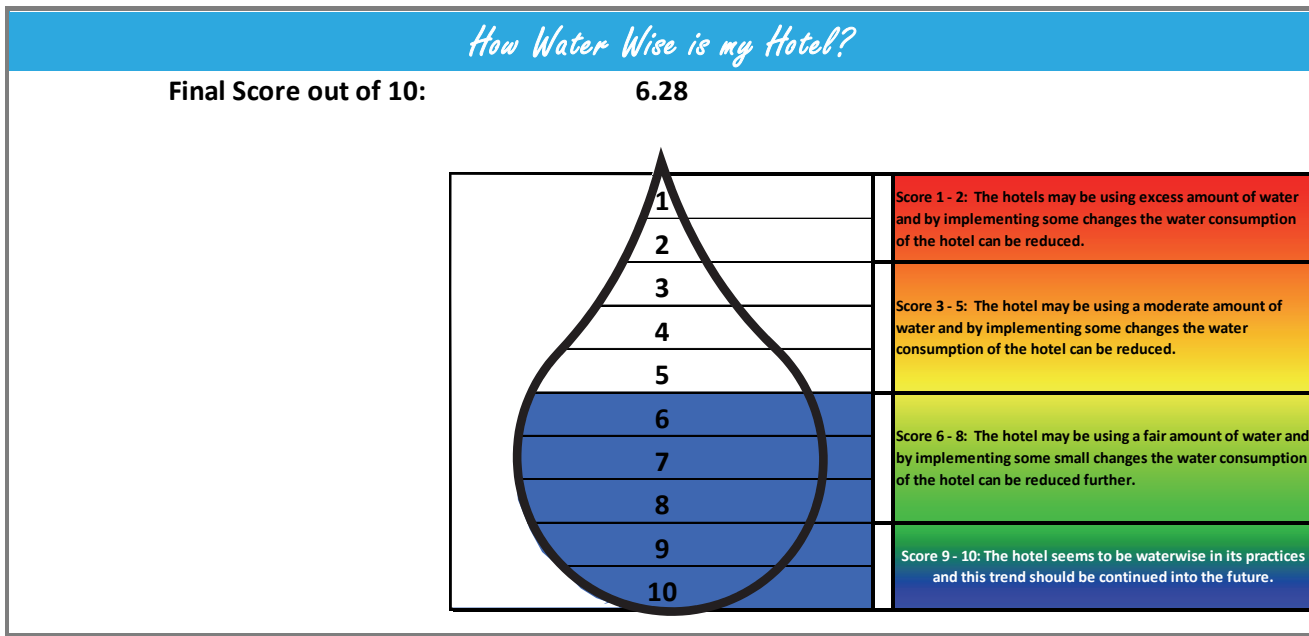 How Water Wise is my Hotel?
Final Score out of 10: 6.28
1
2
3
4
5
6
7
8
9
10
Score 1 - 2: The hotels may be using excess amount of water
and by implementing some changes the water consumption
of the hotel can be reduced.
Score 3 - 5: The hotel may be using a moderate amount of
water and by implementing some changes the water
consumption of the hotel can be reduced.
Score 6 - 8: The hotel may be using a fair amount of water and
by implementing some small changes the water consumption
of the hotel can be reduced further.
Score 9 - 10: The hotel seems to be waterwise in its practices
and this trend should be continued into the future.